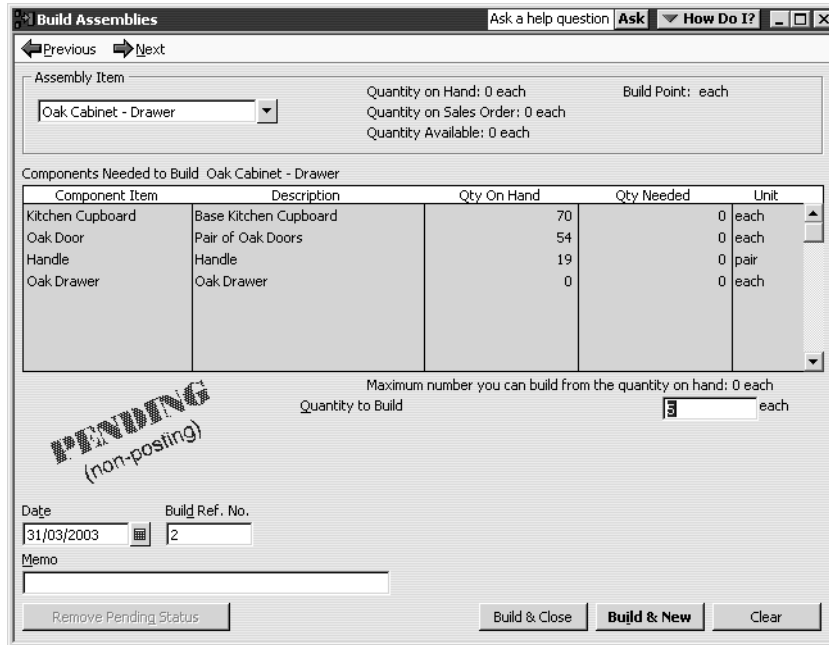 Build Assemblies Ask a help question Ask How Do I?
Previous Next
Assembly Item
Oak Cabinet - Drawer
Quantity on Hand: 0 each Build Point: each
Quantity on Sales Order: 0 each
Quantity Available: 0 each
Components Needed to Build Oak Cabinet - Drawer
Component Item Description Qty On Hand Qty Needed Unit
Kitchen Cupboard Base Kitchen Cupboard 70 0 each
Oak Door Pair of Oak Doors 54 0 each
Handle Handle 19 0 pair
Oak Drawer Oak Drawer 0 0 each
Maximum number you can build from the quantity on hand: 0 each
Quantity to Build 5 each
PENDING
(non-posting)
Date Build Ref. No.
31/03/2003 2
Memo
Remove Pending Status Build & Close Build & New Clear